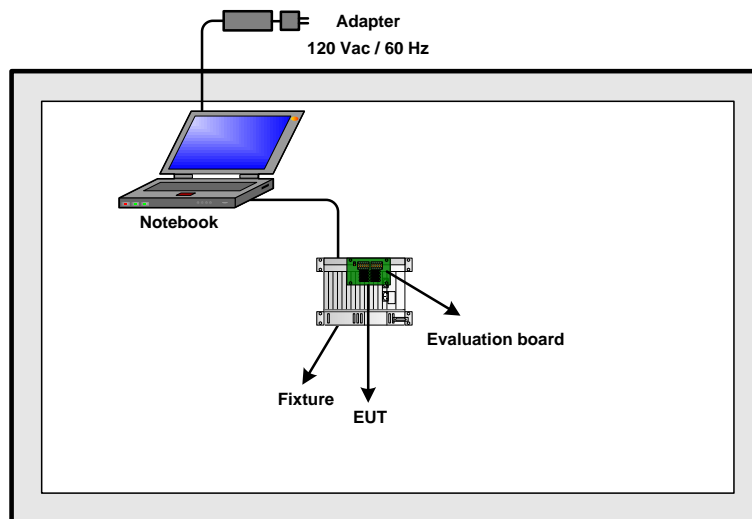 Adapter
120 Vac / 60 Hz
Notebook
Evaluation board
Fixture
EUT